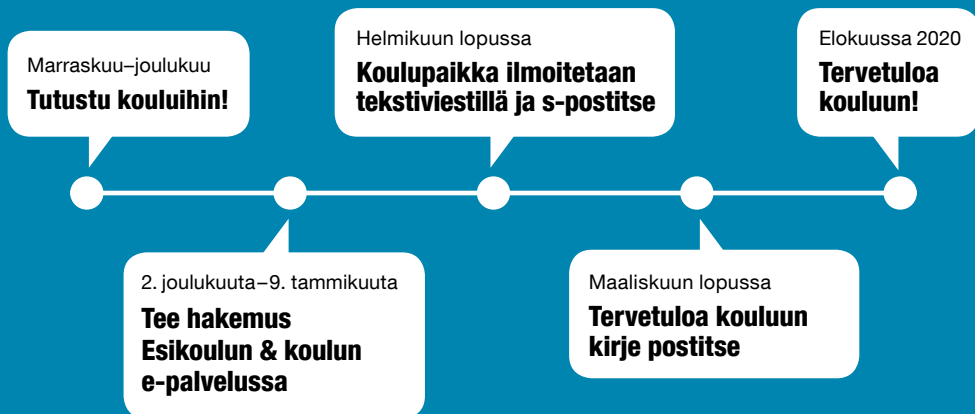 Marraskuu–joulukuu
Tutustu kouluihin!
2. joulukuuta–9. tammikuuta
Tee hakemus
Esikoulun & koulun
e-palvelussa
Helmikuun lopussa
Koulupaikka ilmoitetaan
tekstiviestillä ja s-postitse
Maaliskuun lopussa
Tervetuloa kouluun
kirje postitse
Elokuussa 2020
Tervetuloa
kouluun!